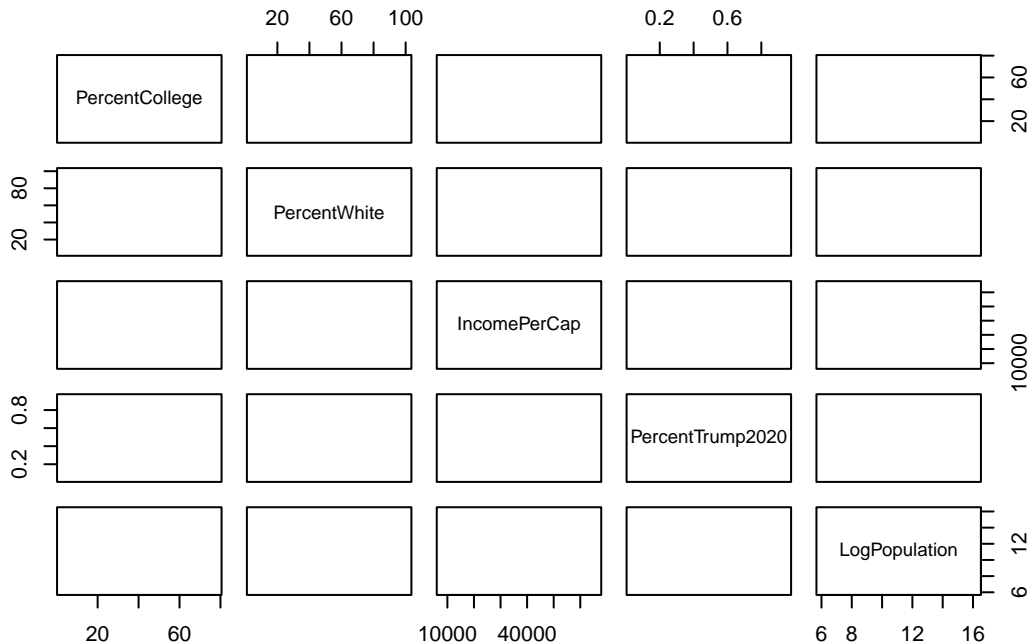 20 60 100 0.2 0.6
PercentCollege
20 60
PercentWhite
20 80
IncomePerCap
10000
PercentTrump2020
0.2 0.8
LogPopulation
6 12
20 60 10000 40000 6 8 12 16